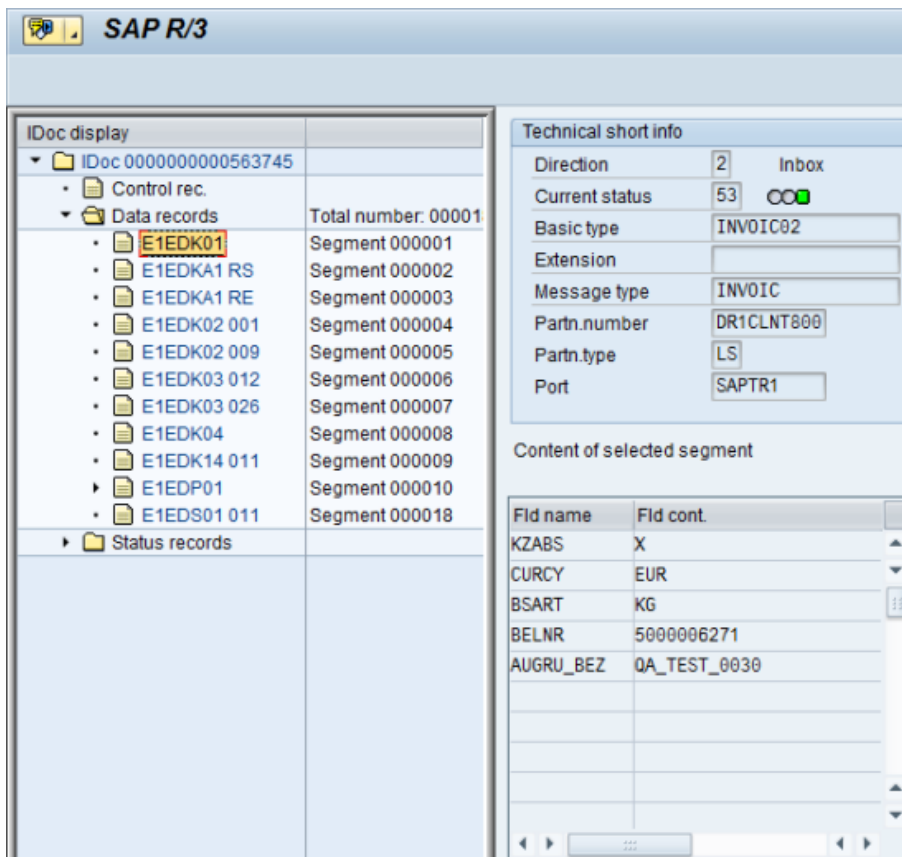 SAP R/3
IDoc display
IDoc 0000000000563745
Control rec.
Data records Total number: 00001
E1EDK01 Segment 000001
E1EDKA1 RS Segment 000002
E1EDKA1 RE Segment 000003
E1EDK02 001 Segment 000004
E1EDK02 009 Segment 000005
E1EDK03 012 Segment 000006
E1EDK03 026 Segment 000007
E1EDK04 Segment 000008
E1EDK14 011 Segment 000009
E1EDP01 Segment 000010
E1EDS01 011 Segment 000018
Status records
Technical short info
Direction 2 Inbox
Current status 53
Basic type INVOIC02
Extension
Message type INVOIC
Partn.number DR1CLNT800
Partn.type LS
Port SAPTR1
Content of selected segment
Fld name Fld cont.
KZABS X
CURCY EUR
BSART KG
BELNR 5000006271
AUGRU_BEZ QA_TEST_0030